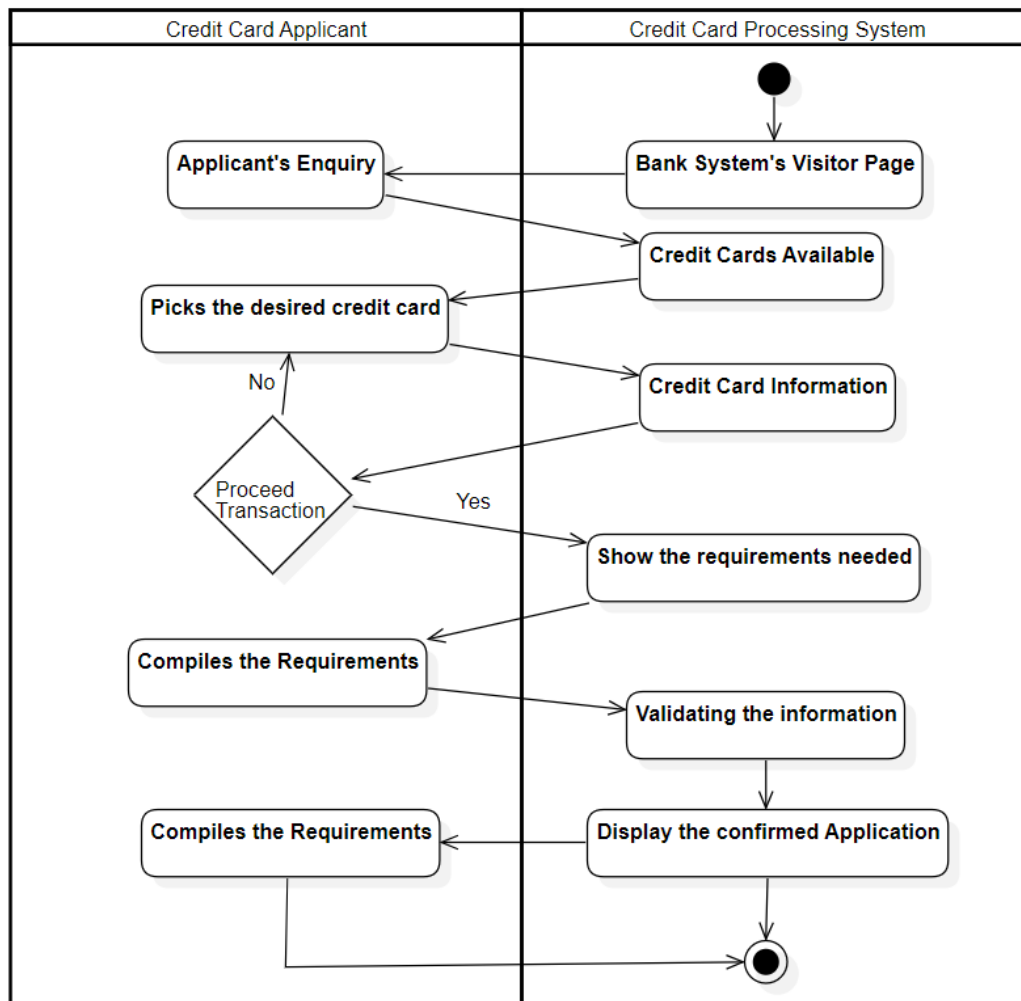 Credit Card Applicant
Credit Card Processing System
Applicant's Enquiry
Bank System's Visitor Page
Credit Cards Available
Picks the desired credit card
No
Credit Card Information
Proceed
Transaction
Yes
Show the requirements needed
Compiles the Requirements
Validating the information
Compiles the Requirements
Display the confirmed Application